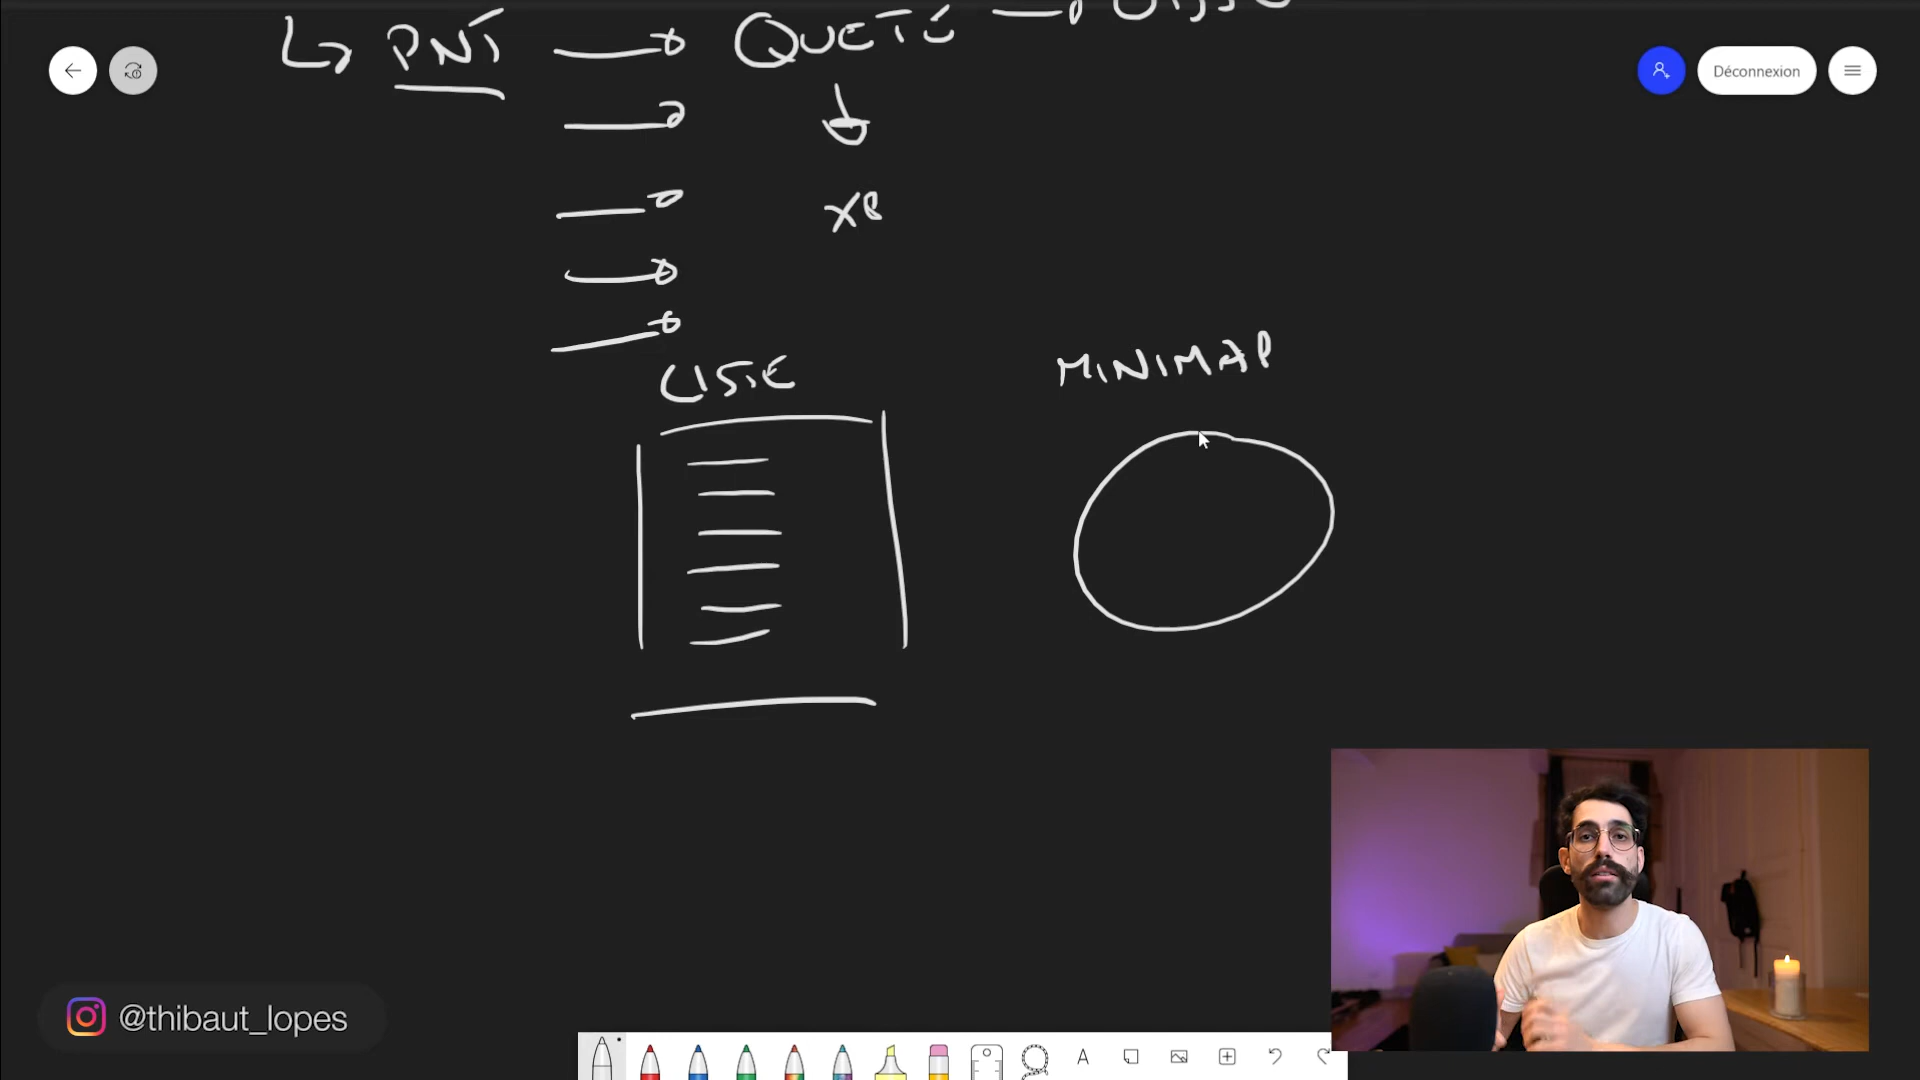 PNJ QUETE
Déconnexion
XP
LISTE MINIMAP
@thibaut_lopes
A